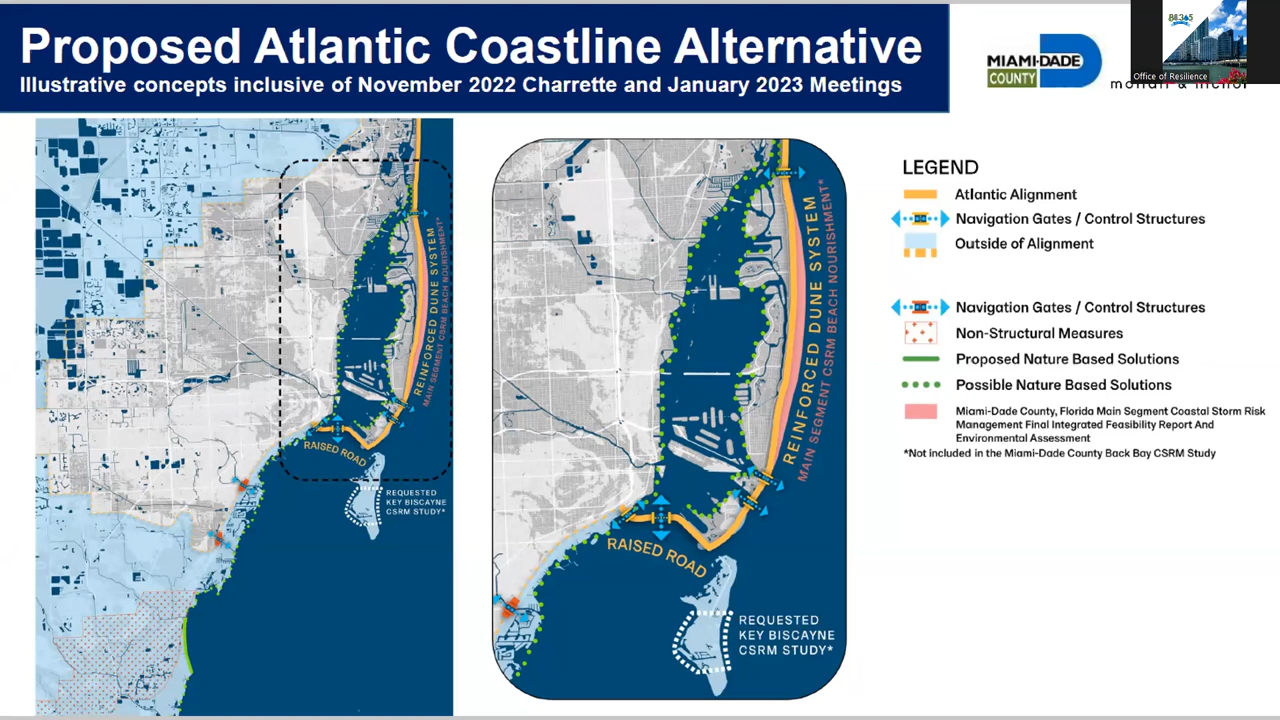 Proposed Atlantic Coastline Alternative
Illustrative concepts inclusive of November 2022 Charrette and January 2023 Meetings
MIAMI-DADE
COUNTY
Office of Resilience
REINFORCED DUNE SYSTEM
MAIN SEGMENT CSRM BEACH NOURISHMENT*
RAISED ROAD
REQUESTED
KEY BISCAYNE
CSRM STUDY*
REINFORCED DUNE SYSTEM
MAIN SEGMENT CSRM BEACH NOURISHMENT*
RAISED ROAD
REQUESTED
KEY BISCAYNE
CSRM STUDY*
LEGEND
Atlantic Alignment
Navigation Gates / Control Structures
Outside of Alignment
Navigation Gates / Control Structures
Non-Structural Measures
Proposed Nature Based Solutions
Possible Nature Based Solutions
Miami-Dade County, Florida Main Segment Coastal Storm Risk
Management Final Integrated Feasibility Report And
Environmental Assessment
*Not included in the Miami-Dade County Back Bay CSRM Study